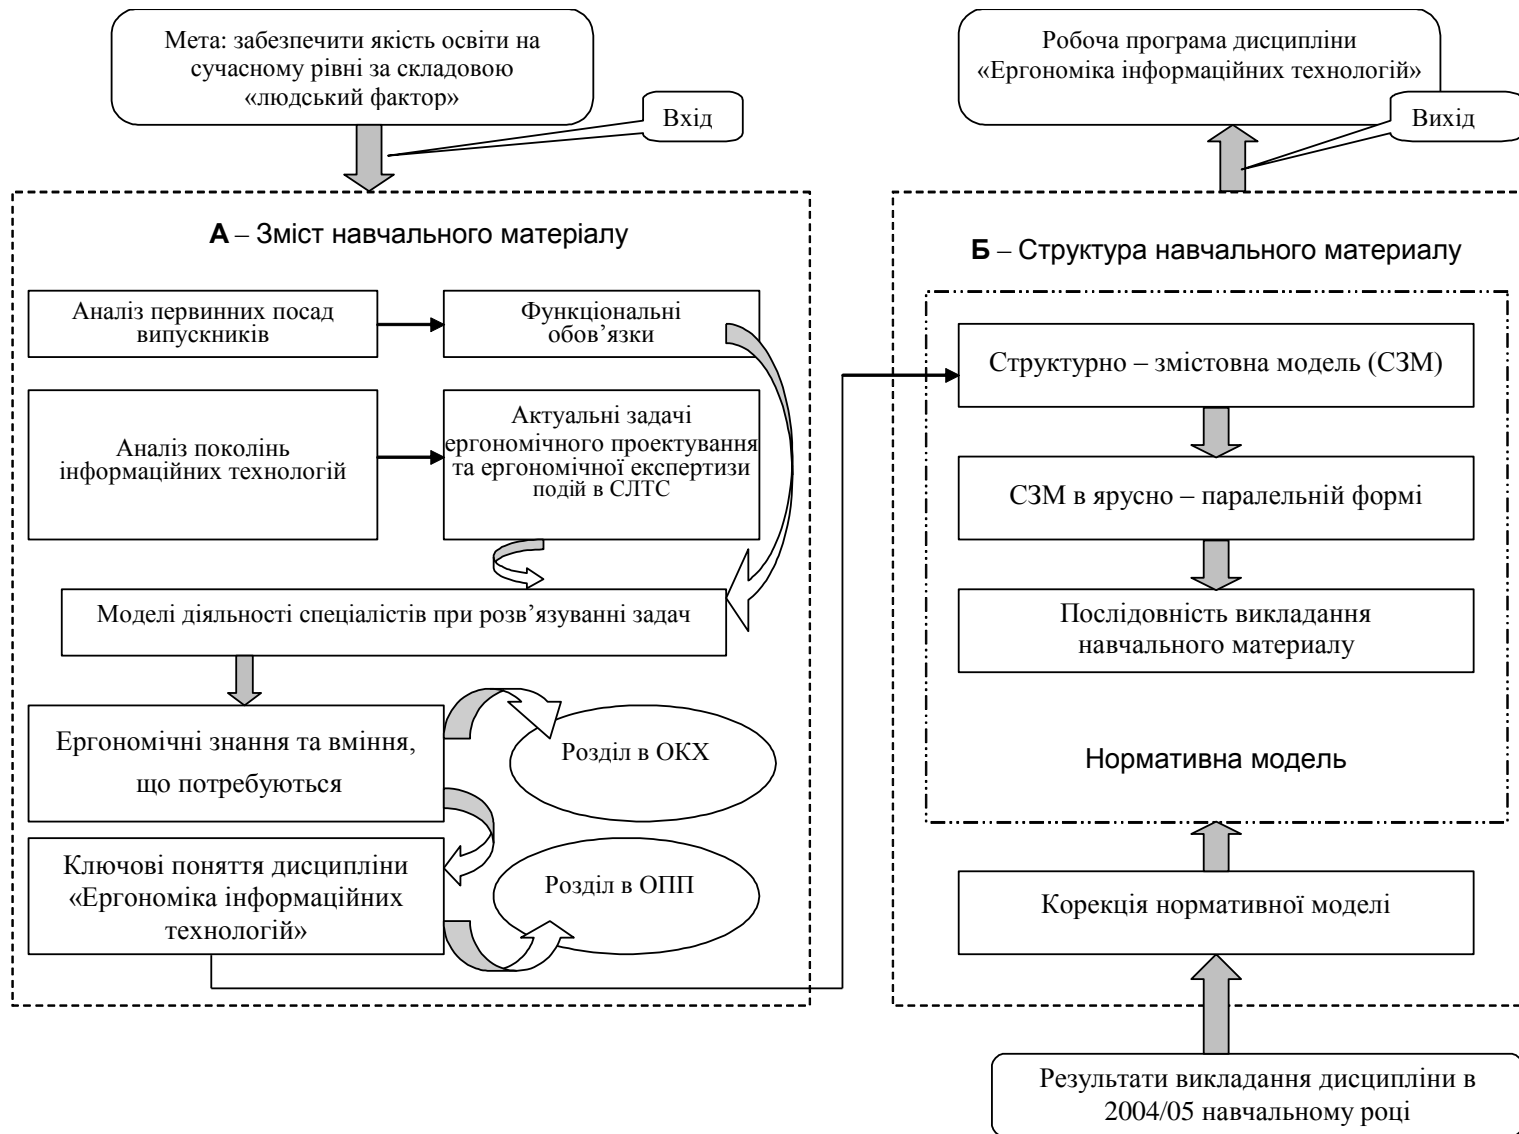 Мета: забезпечити якість освіти на
сучасному рівні за складовою
«людський фактор»
Вхід
А – Зміст навчального матеріалу
Аналіз первинних посад
випускників
Функціональні
обов’язки
Аналіз поколінь
інформаційних технологій
Актуальні задачі
ергономічного проектування
та ергономічної експертизи
подій в СЛТС
Моделі діяльності спеціалістів при розв’язуванні задач
Ергономічні знання та вміння,
що потребуються
Розділ в ОКХ
Ключові поняття дисципліни
«Ергономіка інформаційних
технологій»
Розділ в ОПП
Робоча програма дисципліни
«Ергономіка інформаційних технологій»
Вихід
Б – Структура навчального материалу
Структурно – змістовна модель (СЗМ)
СЗМ в ярусно – паралельній формі
Послідовність викладання
навчального материалу
Нормативна модель
Корекція нормативної моделі
Результати викладання дисципліни в
2004/05 навчальному році